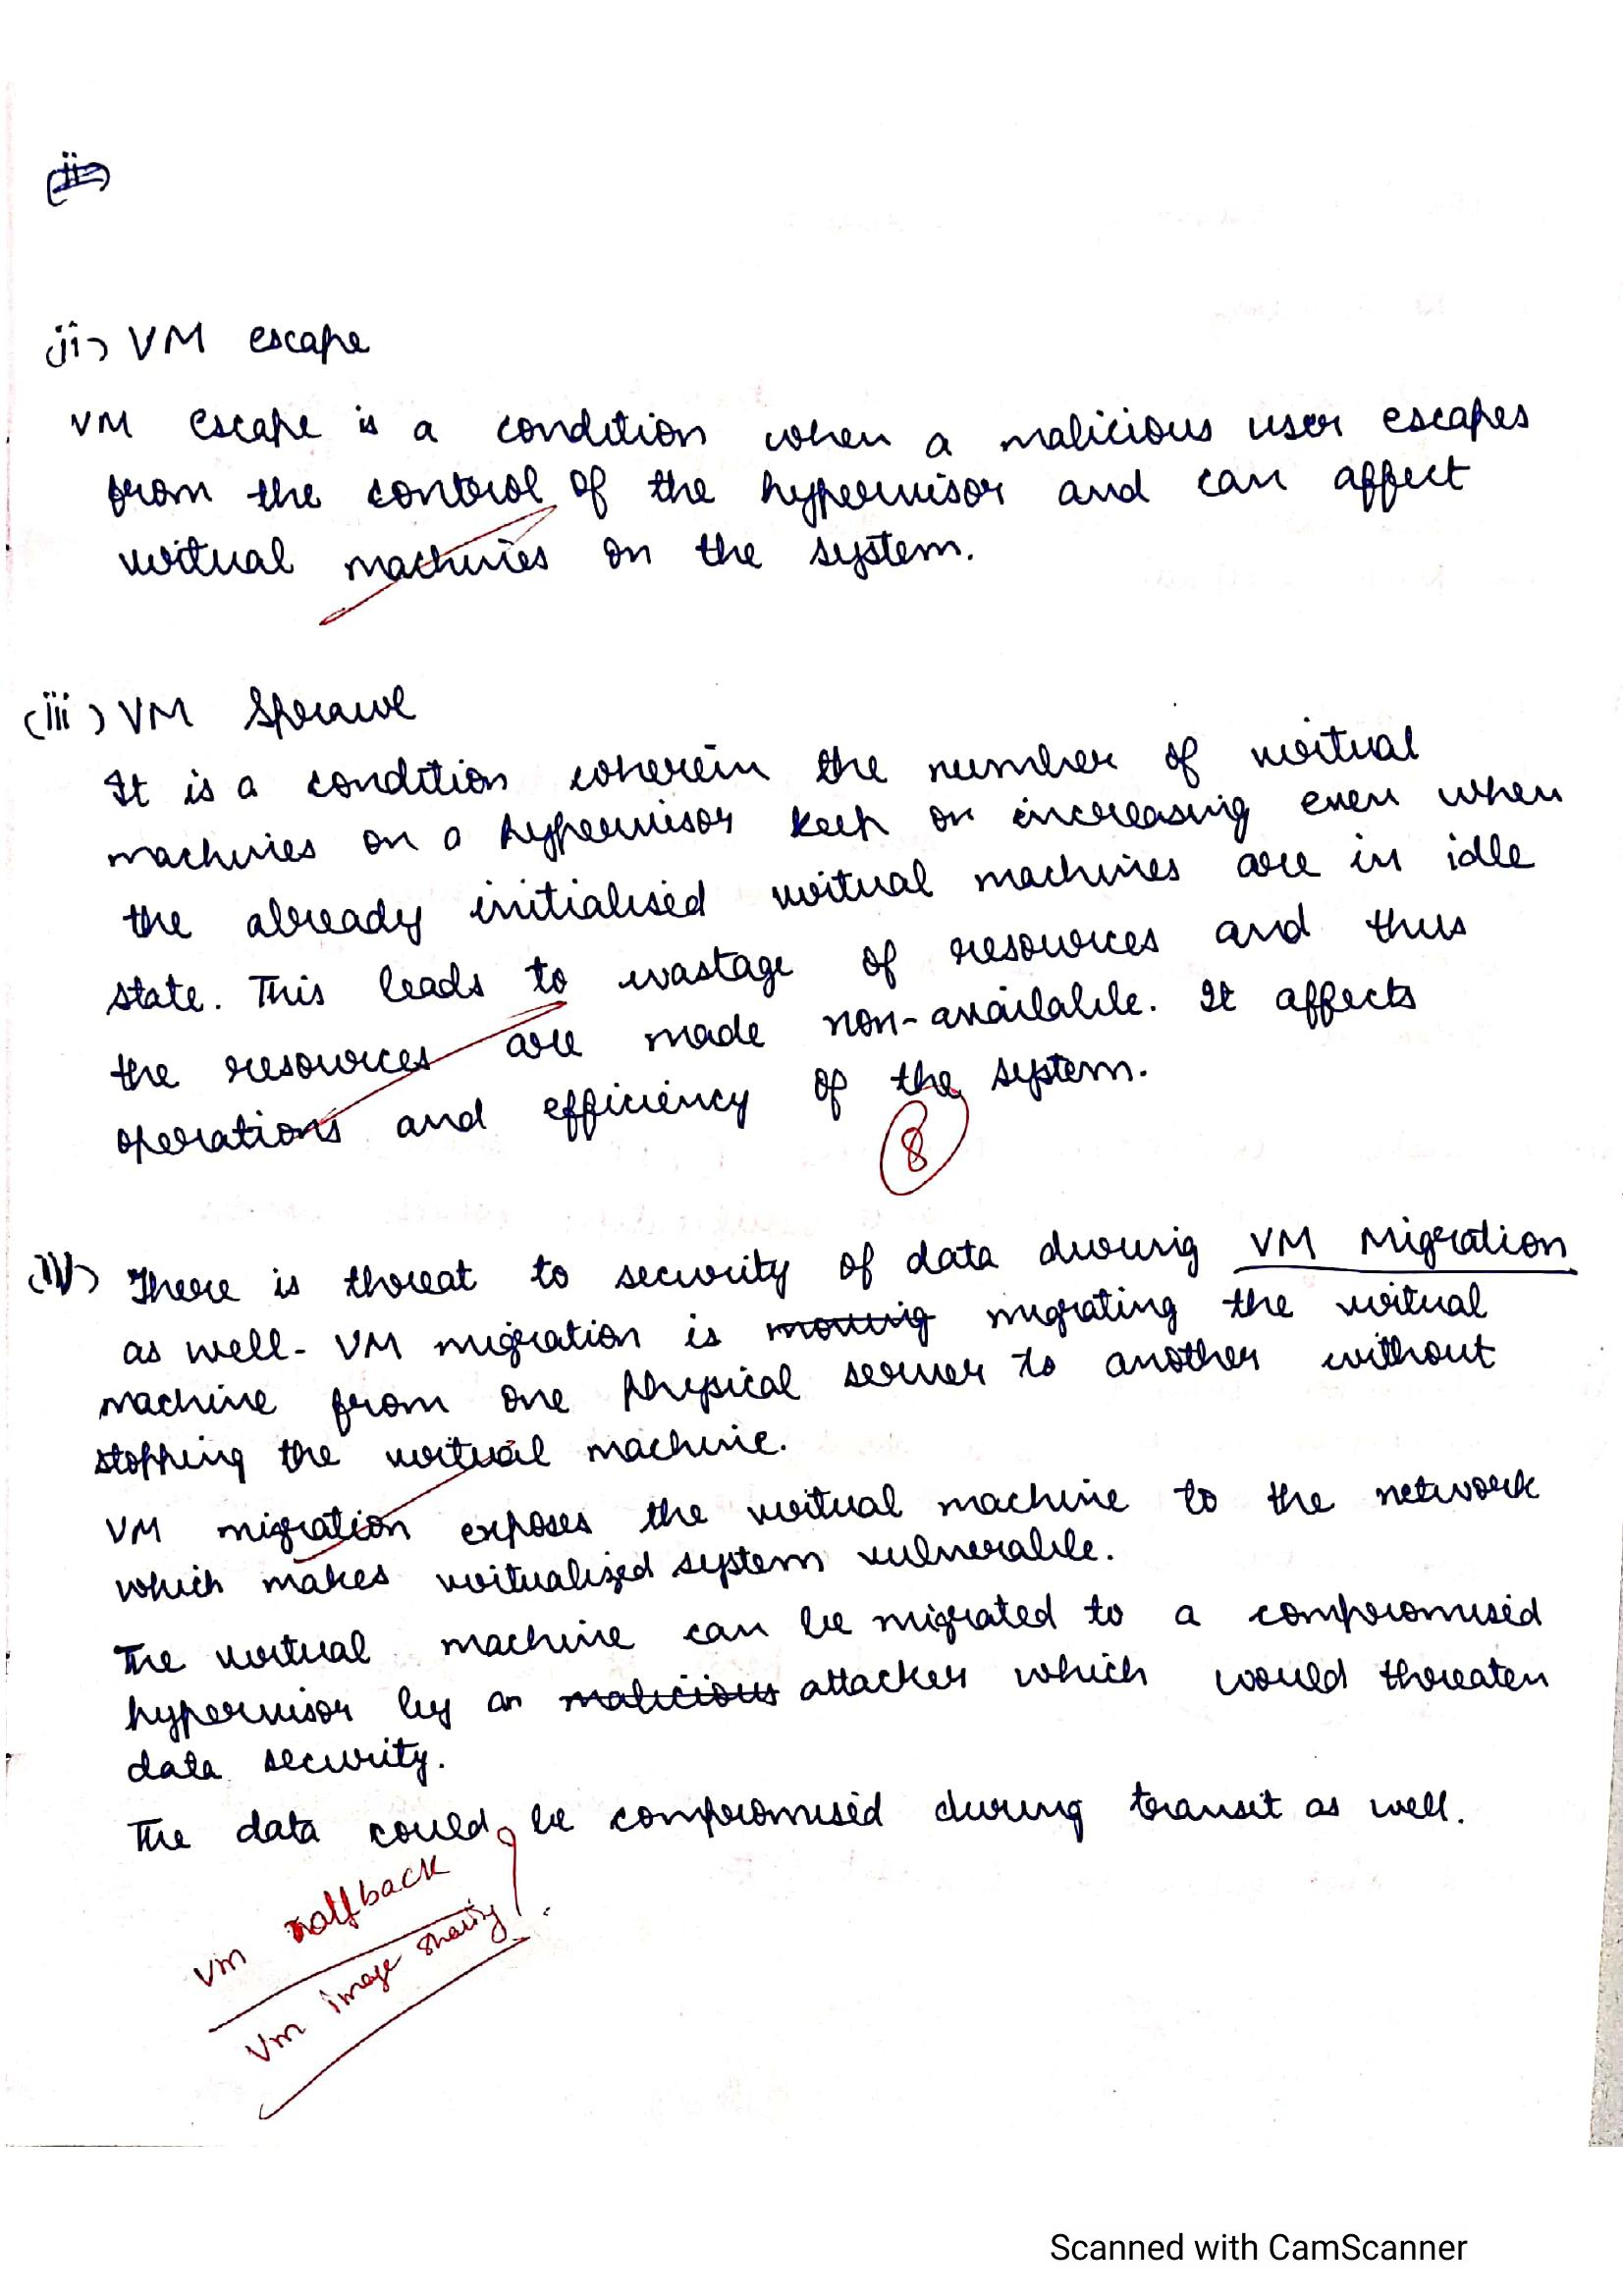 (ii)
(ii) VM escape
VM escape is a condition when a malicious user escapes
from the control of the hypervisor and can affect
virtual machines on the system.
(iii) VM Sprawl
It is a condition wherein the number of virtual
machines on a hypervisor keep on increasing even when
the already initialised virtual machines are in idle
state. This leads to wastage of resources and thus
the resources are made non-available. It affects
operations and efficiency of the system.
8
(iv) There is threat to security of data during VM Migration
as well. VM migration is moving migrating the virtual
machine from one physical server to another without
stopping the virtual machine.
VM migration exposes the virtual machine to the network
which makes virtualized system vulnerable.
The virtual machine can be migrated to a compromised
hypervisor by an malicious attacker which would threaten
data security.
The data could be compromised during transit as well.
VM rollback
VM image sharing
Scanned with CamScanner